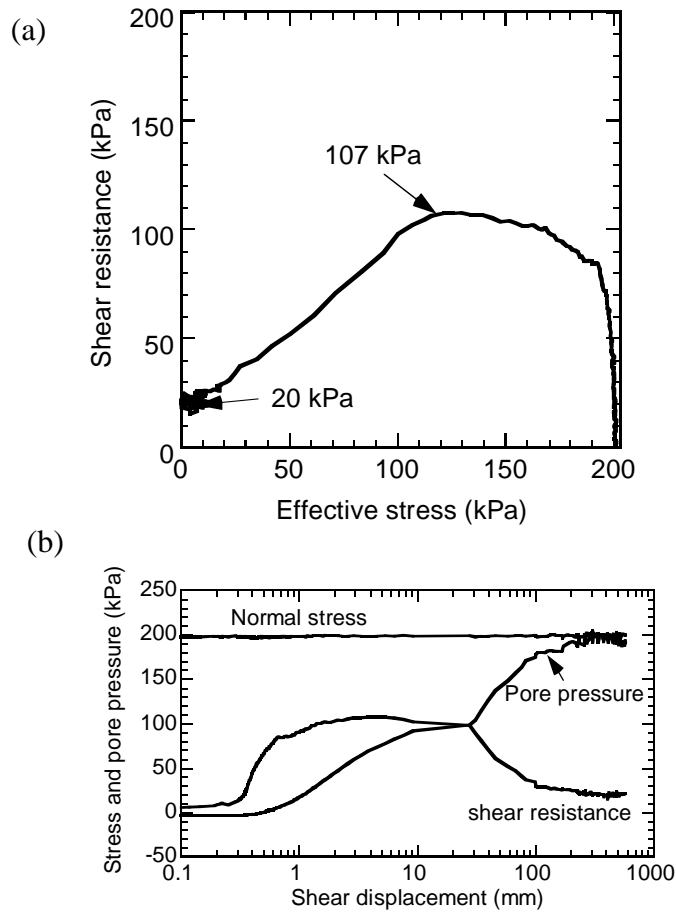 (a)
200
150
100
50
0
Shear resistance (kPa)
107 kPa
20 kPa
0 50 100 150 200
Effective stress (kPa)
(b)
250
200
150
100
50
0
-50
Stress and pore pressure (kPa)
Normal stress
Pore pressure
shear resistance
0.1 1 10 100 1000
Shear displacement (mm)